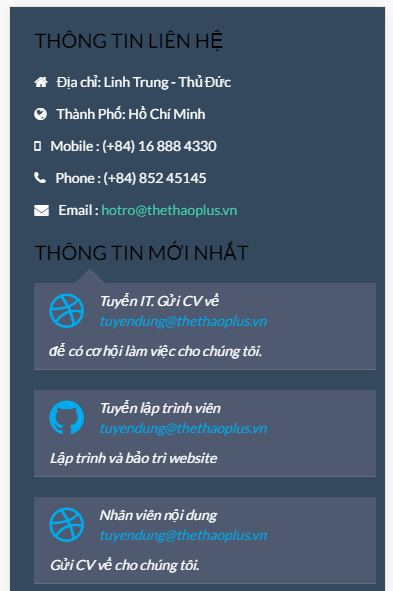 THÔNG TIN LIÊN HỆ
Địa chỉ: Linh Trung - Thủ Đức
Thành Phố: Hồ Chí Minh
Mobile : (+84) 16 888 4330
Phone : (+84) 852 45145
Email : hotro@thethaoplus.vn
THÔNG TIN MỚI NHẤT
Tuyển IT. Gửi CV về
tuyendung@thethaoplus.vn
để có cơ hội làm việc cho chúng tôi.
Tuyển lập trình viên
tuyendung@thethaoplus.vn
Lập trình và bảo trì website
Nhân viên nội dung
tuyendung@thethaoplus.vn
Gửi CV về cho chúng tôi.